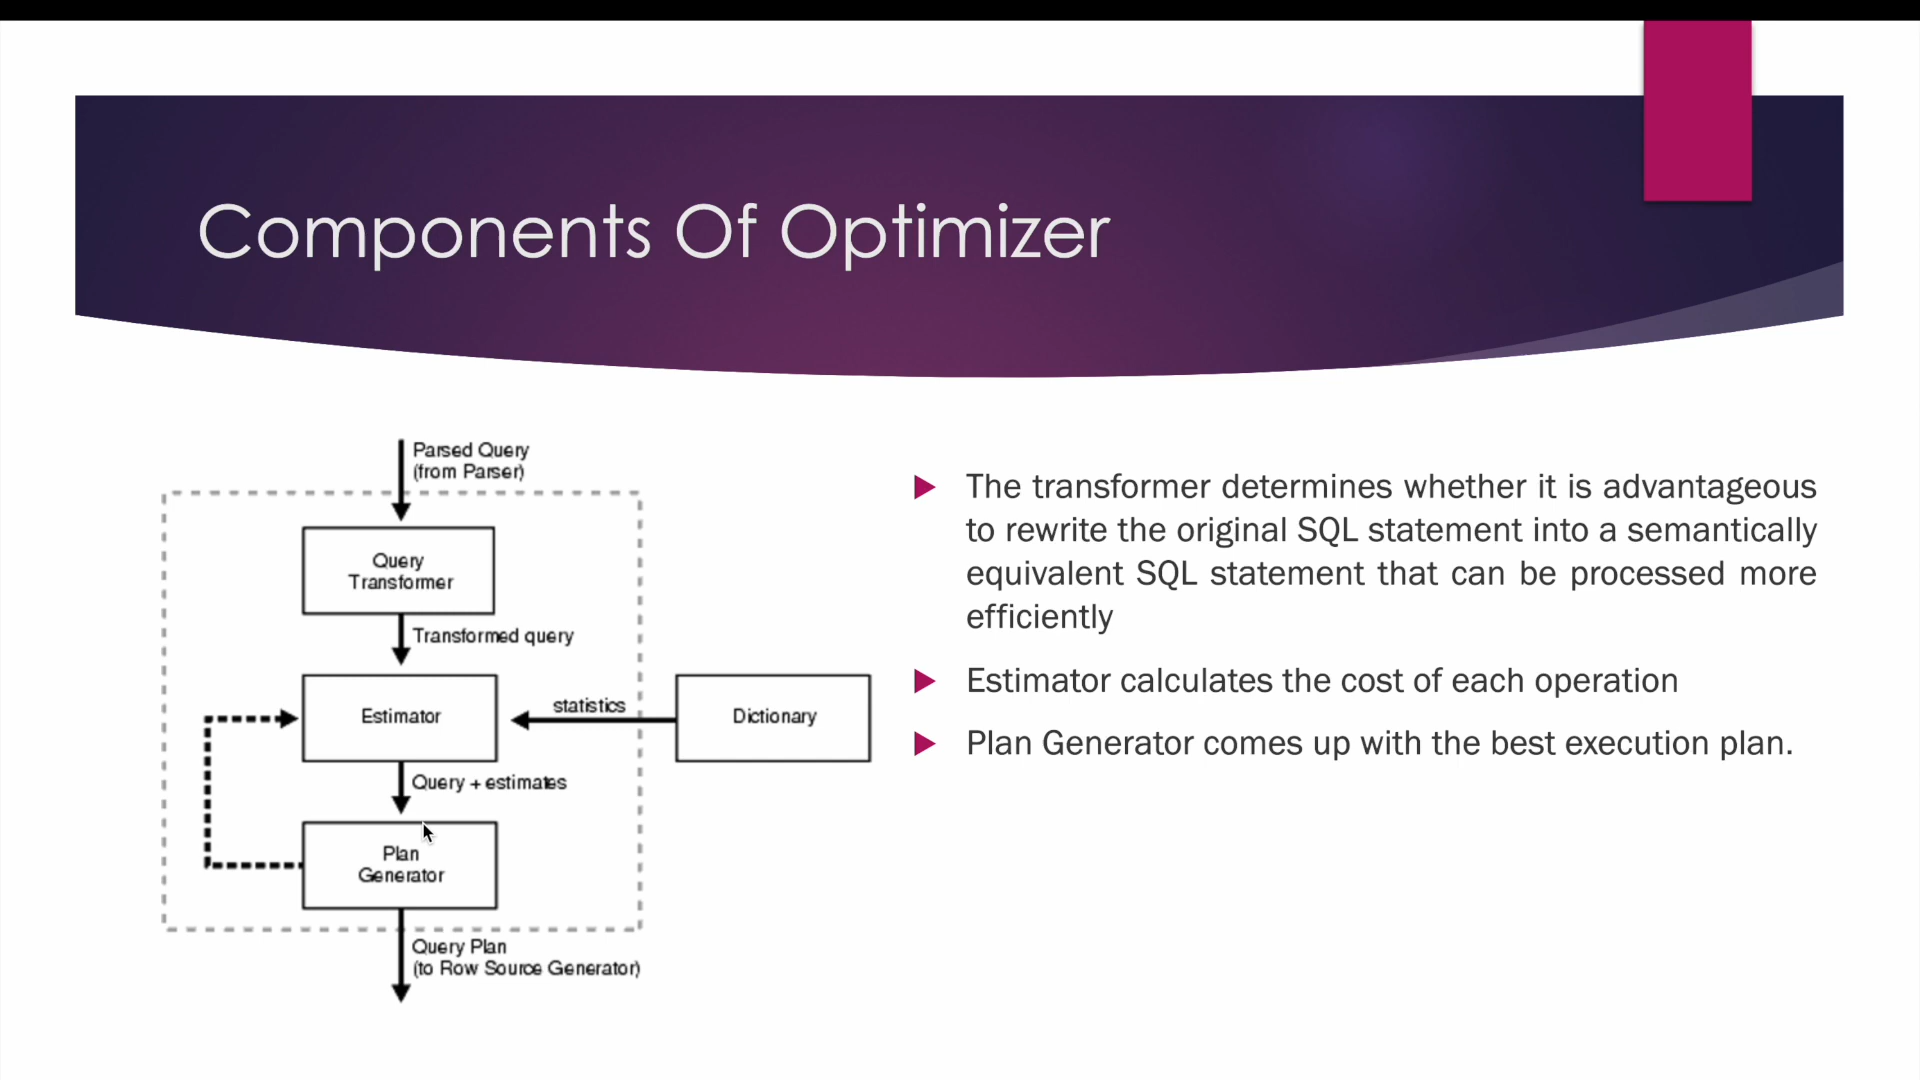 Components Of Optimizer
Parsed Query
(from Parser)
Query
Transformer
Transformed query
Estimator
statistics
Dictionary
Query + estimates
Plan
Generator
Query Plan
(to Row Source Generator)
The transformer determines whether it is advantageous
to rewrite the original SQL statement into a semantically
equivalent SQL statement that can be processed more
efficiently
Estimator calculates the cost of each operation
Plan Generator comes up with the best execution plan.